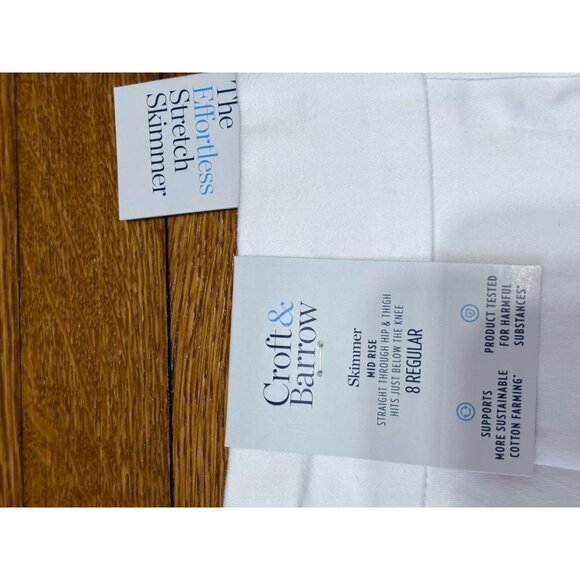 The
Effortless
Stretch
Skimmer
Croft &
Barrow
Skimmer
MID RISE
STRAIGHT THROUGH HIP & THIGH
HITS JUST BELOW THE KNEE
8 REGULAR
SUPPORTS
MORE SUSTAINABLE
COTTON FARMING*
PRODUCT TESTED
FOR HARMFUL
SUBSTANCES*